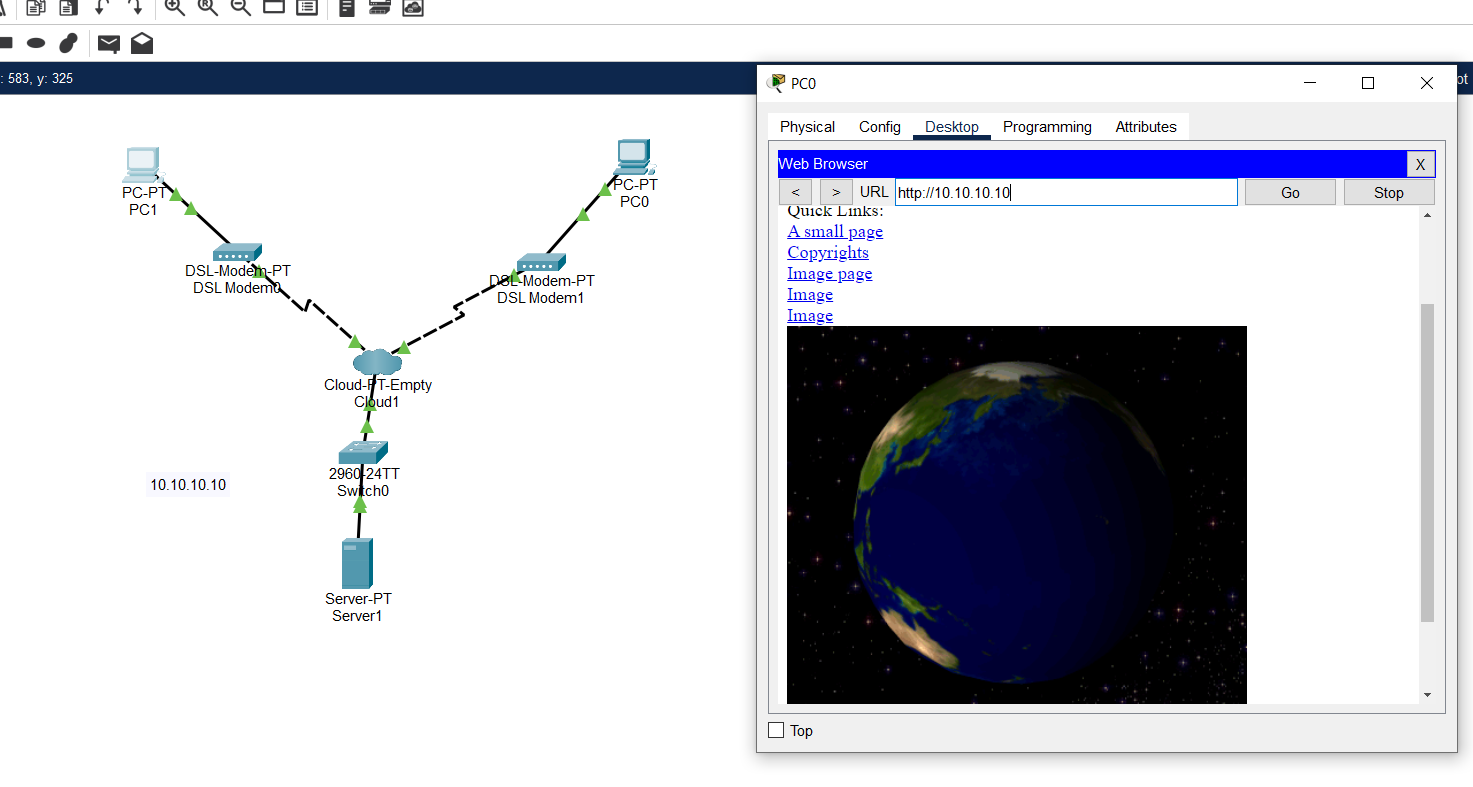 : 583, y: 325
pt
PC-PT
PC1
PC-PT
PC0
DSL-Modem-PT
DSL Modem0
DSL-Modem-PT
DSL Modem1
Cloud-PT-Empty
Cloud1
2960-24TT
Switch0
10.10.10.10
Server-PT
Server1
PC0
Physical Config Desktop Programming Attributes
Web Browser X
< > URL http://10.10.10.10 Go Stop
Quick Links:
A small page
Copyrights
Image page
Image
Image
Top